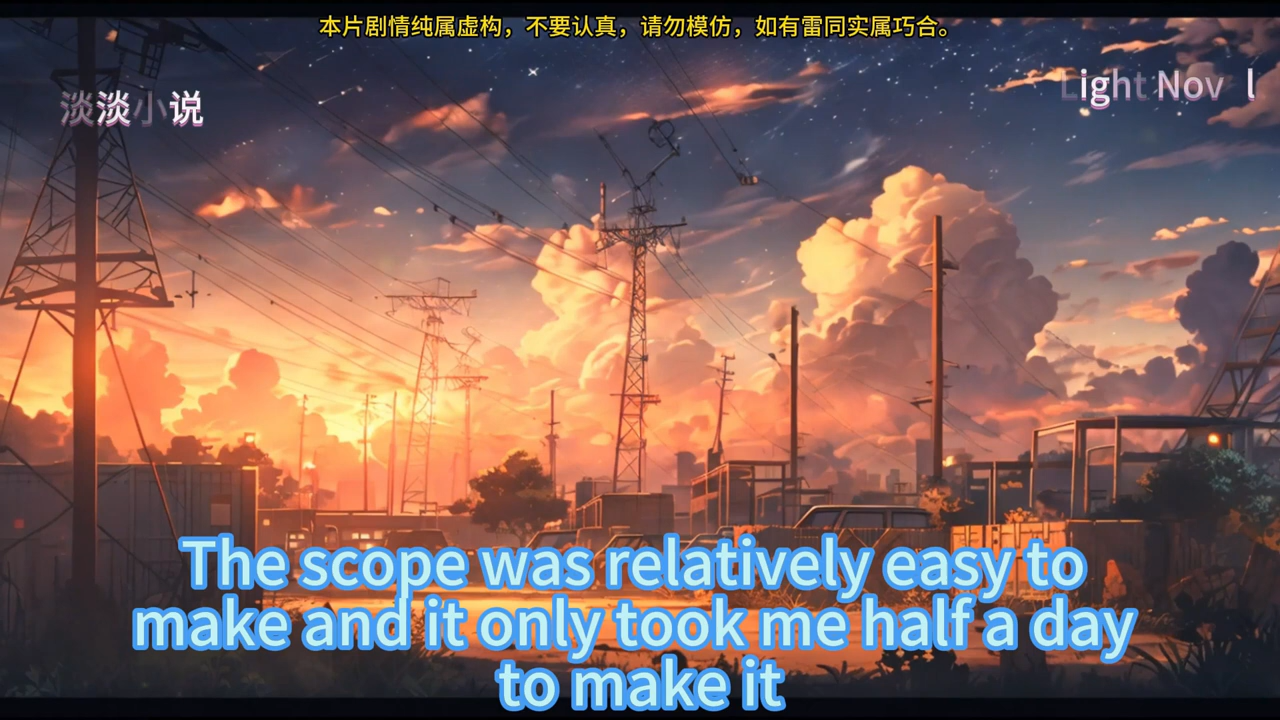 本片剧情纯属虚构，不要认真，请勿模仿，如有雷同实属巧合。
淡淡小说
Light Nov l
The scope was relatively easy to
make and it only took me half a day
to make it